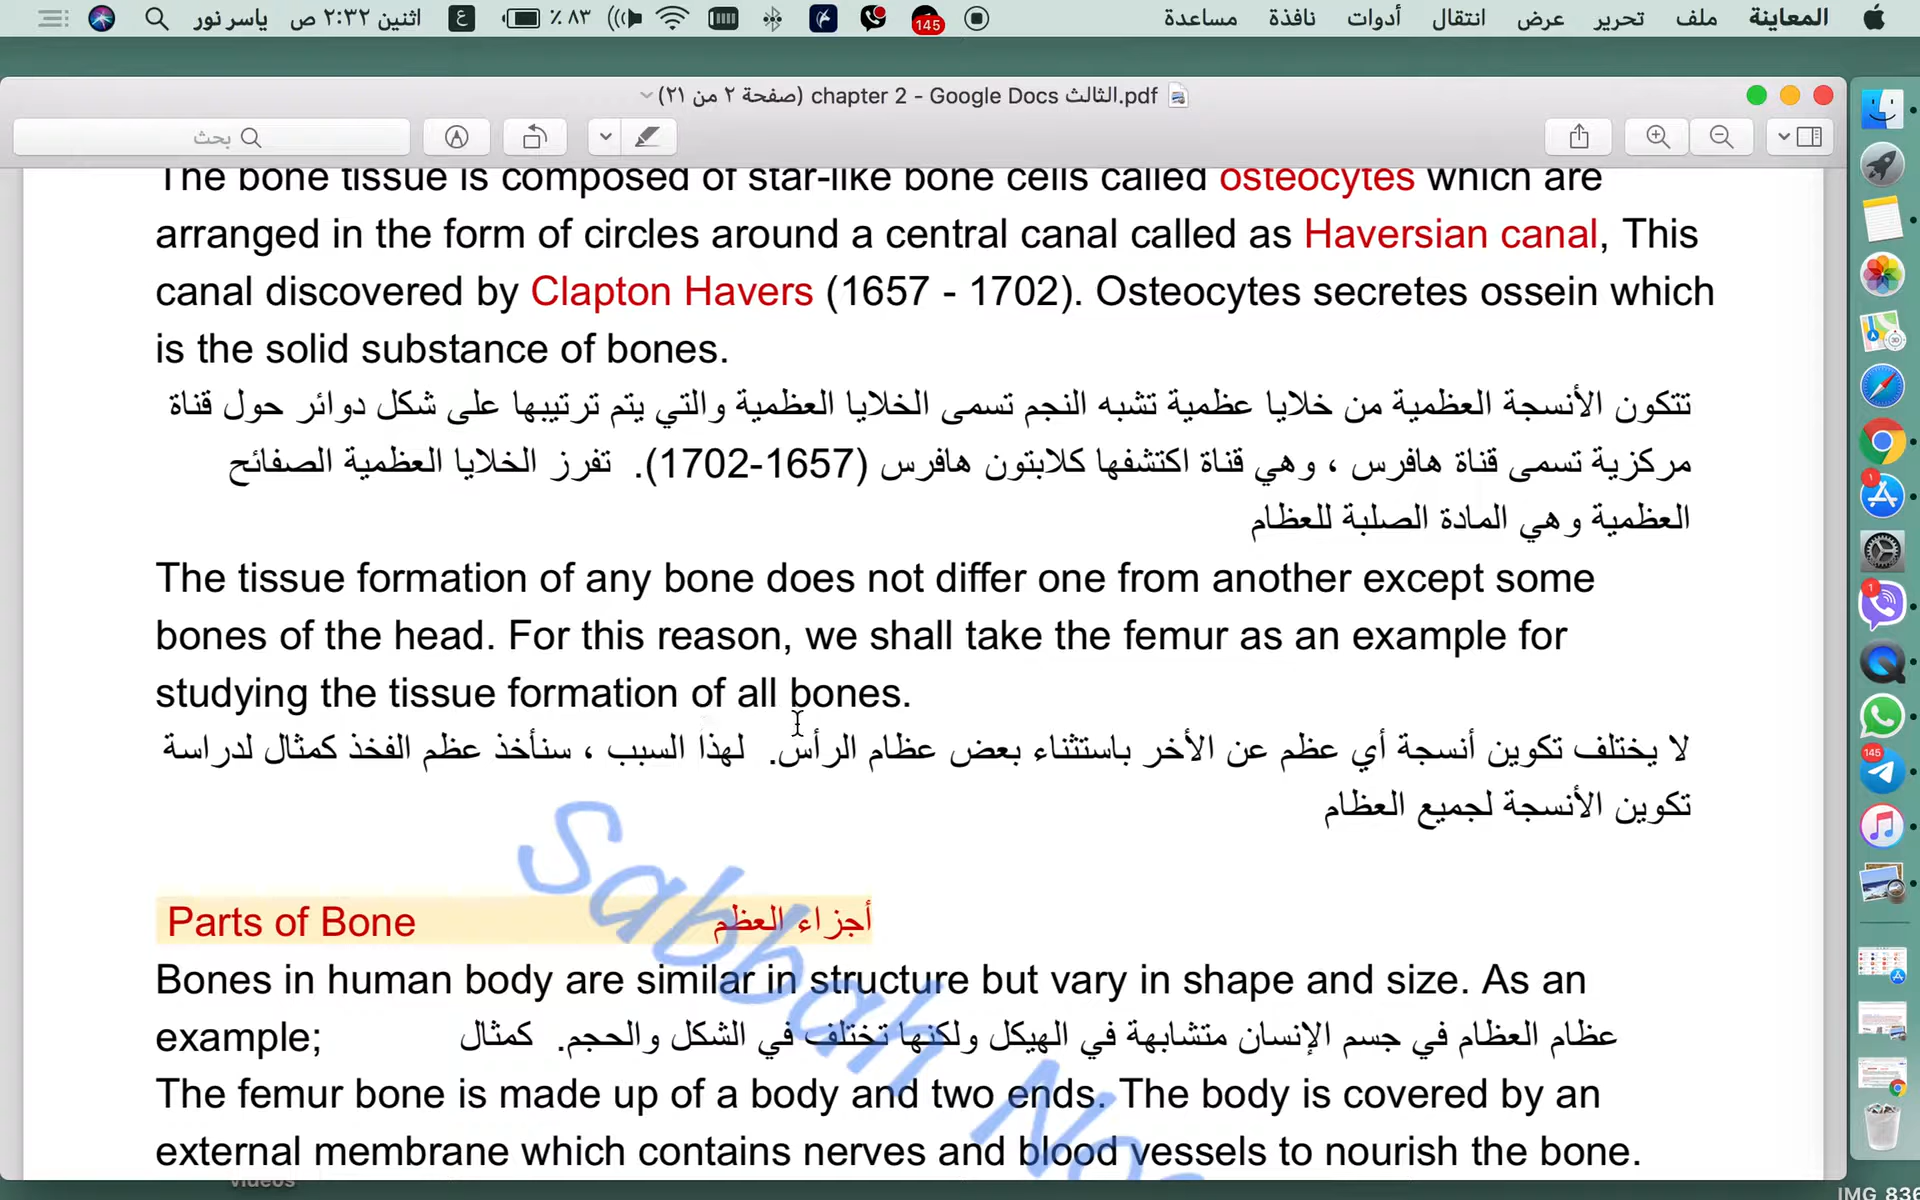 المعاينة ملف تحرير عرض انتقال أدوات نافذة مساعدة
145
٨٣ ٪
ع
اثنين ٢:٣٢ ص ياسر نور
الثالث chapter 2 - Google Docs.pdf (صفحة ٢ من ٢١)
بحث
The bone tissue is composed of star-like bone cells called osteocytes which are
arranged in the form of circles around a central canal called as Haversian canal, This
canal discovered by Clapton Havers (1657 - 1702). Osteocytes secretes ossein which
is the solid substance of bones.
تتكون الأنسجة العظمية من خلايا عظمية تشبه النجم تسمى الخلايا العظمية والتي يتم ترتيبها على شكل دوائر حول قناة
مركزية تسمى قناة هافرس ، وهي قناة اكتشفها كلابتون هافرس (1657-1702). تفرز الخلايا العظمية الصفائح
العظمية وهي المادة الصلبة للعظام
The tissue formation of any bone does not differ one from another except some
bones of the head. For this reason, we shall take the femur as an example for
studying the tissue formation of all bones.
لا يختلف تكوين أنسجة أي عظم عن الأخر باستثناء بعض عظام الرأس. لهذا السبب ، سنأخذ عظم الفخذ كمثال لدراسة
تكوين الأنسجة لجميع العظام
Parts of Bone أجزاء العظم
Bones in human body are similar in structure but vary in shape and size. As an
example; عظام العظام في جسم الإنسان متشابهة في الهيكل ولكنها تختلف في الشكل والحجم. كمثال
The femur bone is made up of a body and two ends. The body is covered by an
external membrane which contains nerves and blood vessels to nourish the bone.
Sabbah No
1
1
145
videos
IMG_836